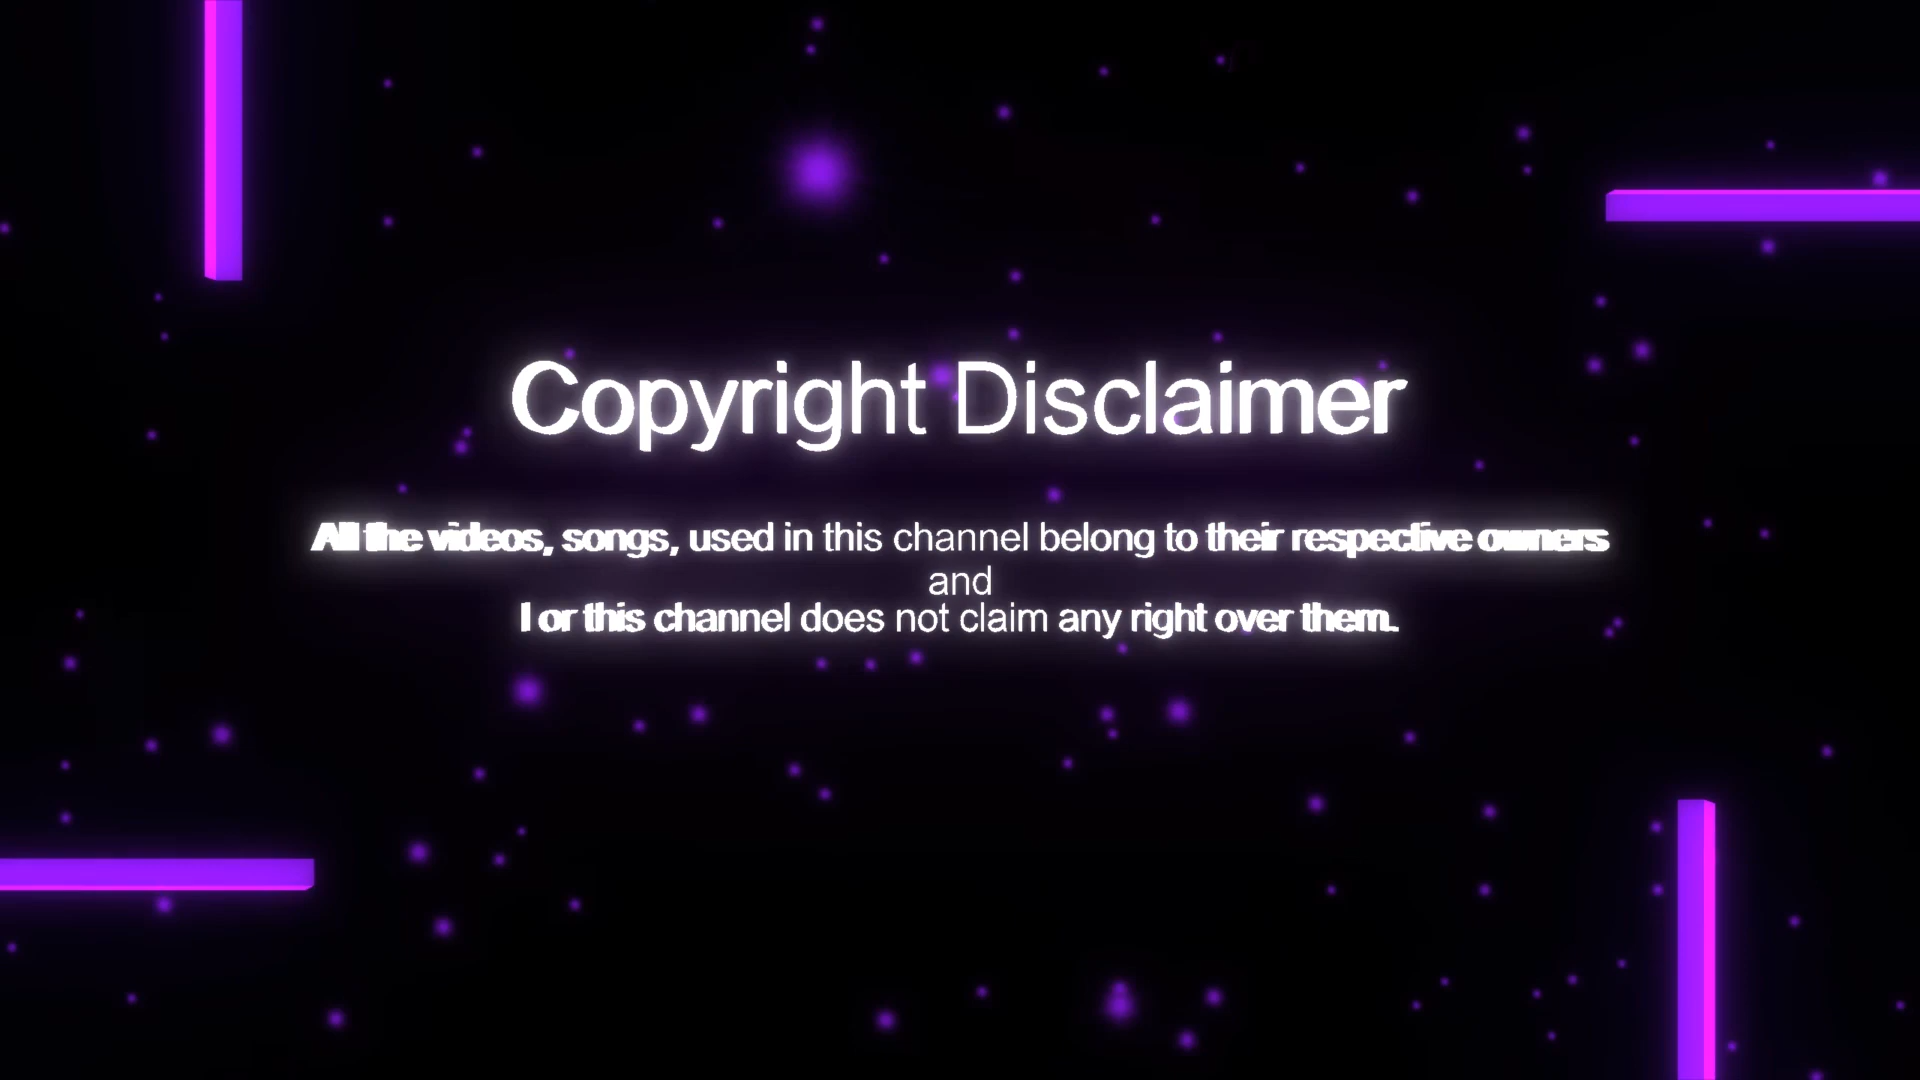 Copyright Disclaimer
All the videos, songs, used in this channel belong to their respective owners
and
I or this channel does not claim any right over them.